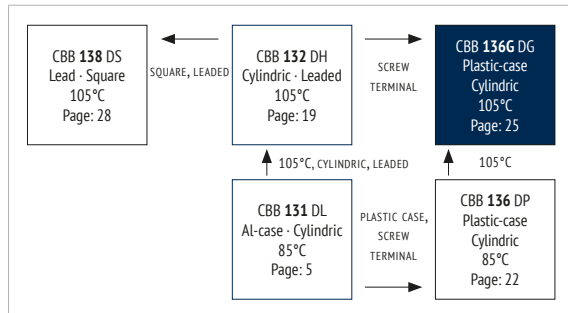 CBB 138 DS
Lead · Square
105°C
Page: 28
SQUARE, LEADED
CBB 132 DH
Cylindric · Leaded
105°C
Page: 19
SCREW
TERMINAL
CBB 136G DG
Plastic-case
Cylindric
105°C
Page: 25
105°C, CYLINDRIC, LEADED
105°C
CBB 131 DL
Al-case · Cylindric
85°C
Page: 5
PLASTIC CASE,
SCREW
TERMINAL
CBB 136 DP
Plastic-case
Cylindric
85°C
Page: 22